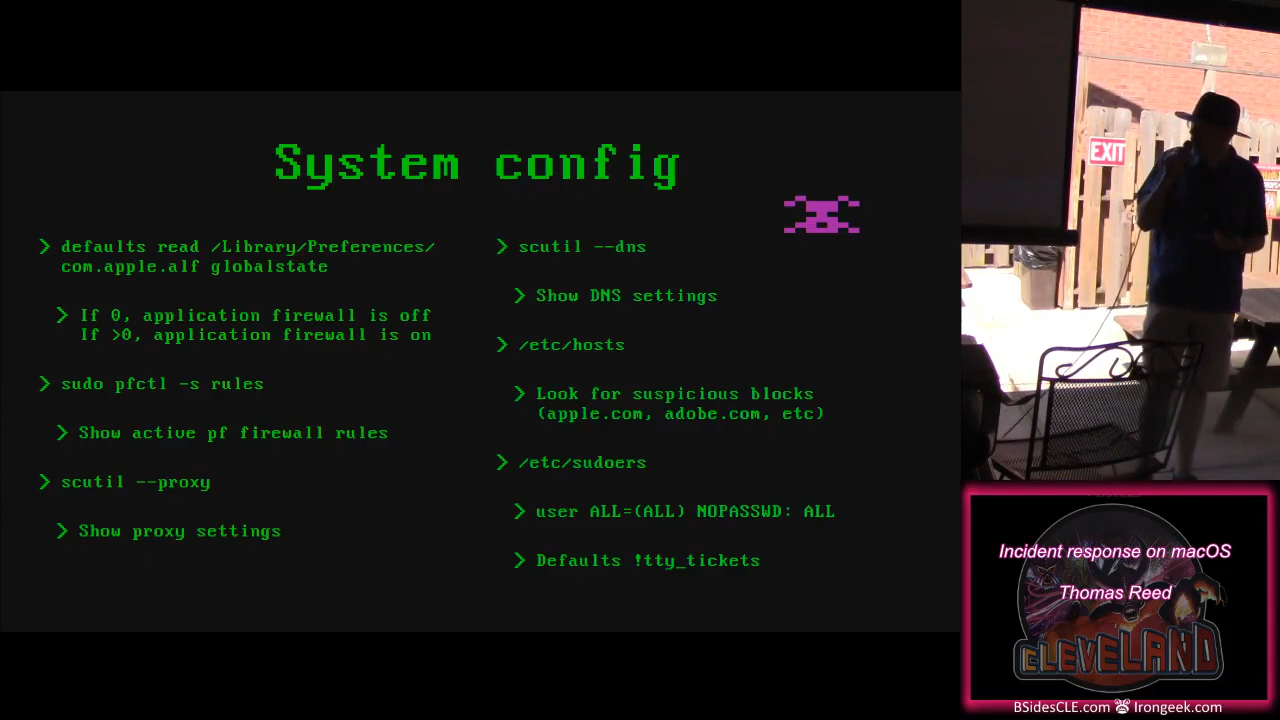 System config
> defaults read /Library/Preferences/
com.apple.alf globalstate
> If 0, application firewall is off
If >0, application firewall is on
> sudo pfctl -s rules
> Show active pf firewall rules
> scutil --proxy
> Show proxy settings
> scutil --dns
> Show DNS settings
> /etc/hosts
> Look for suspicious blocks
(apple.com, adobe.com, etc)
> /etc/sudoers
> user ALL=(ALL) NOPASSWD: ALL
> Defaults !tty_tickets
EXIT
Incident response on macOS
Thomas Reed
CLEVELAND
BSidesCLE.com Irongeek.com